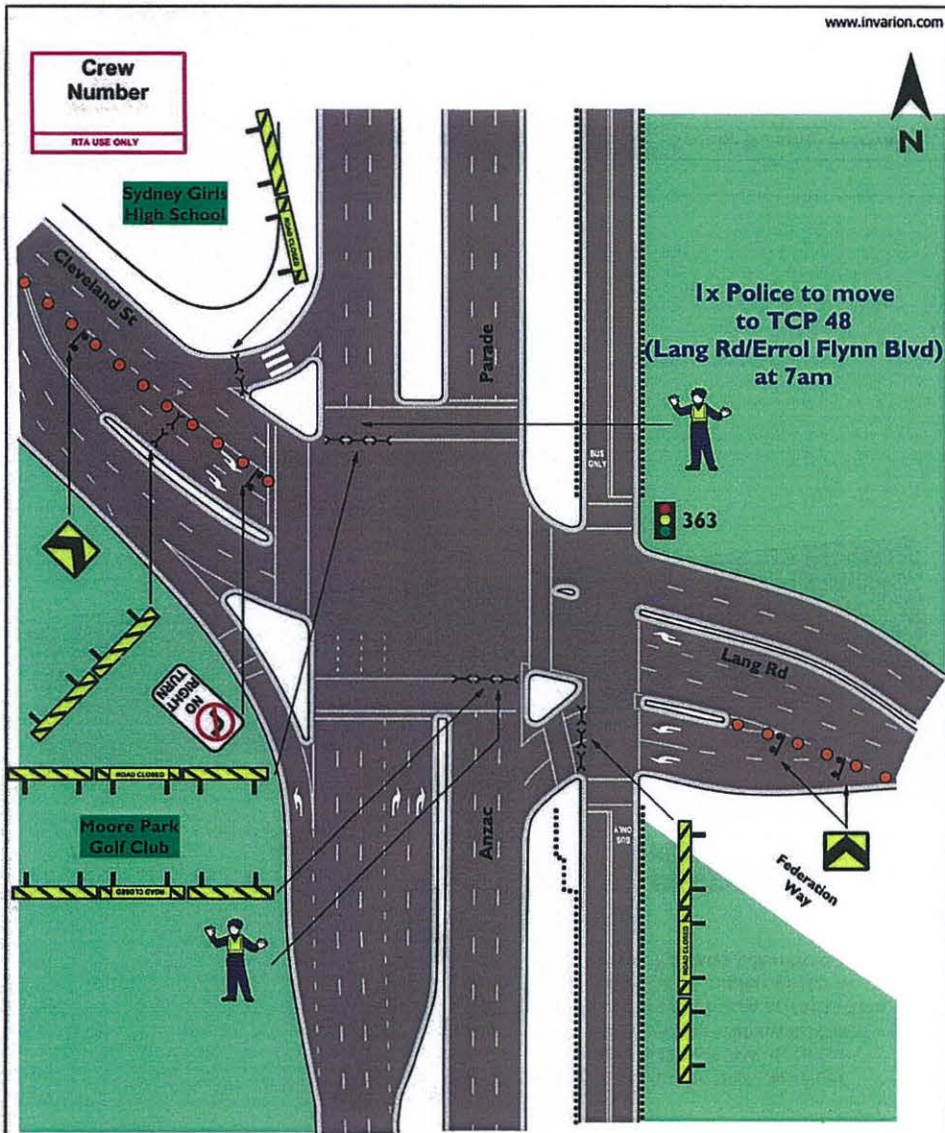 www.invarion.com
Crew
Number
RTA USE ONLY
N
Sydney Girls
High School
ROAD CLOSED
Cleveland St
Parade
1x Police to move
to TCP 48
(Lang Rd/Errol Flynn Blvd)
at 7am
BUS
ONLY
363
Lang Rd
NO
RIGHT
TURN
ROAD CLOSED
Moore Park
Golf Club
ROAD CLOSED
Anzac
BUS
ONLY
ROAD CLOSED
Federation
Way